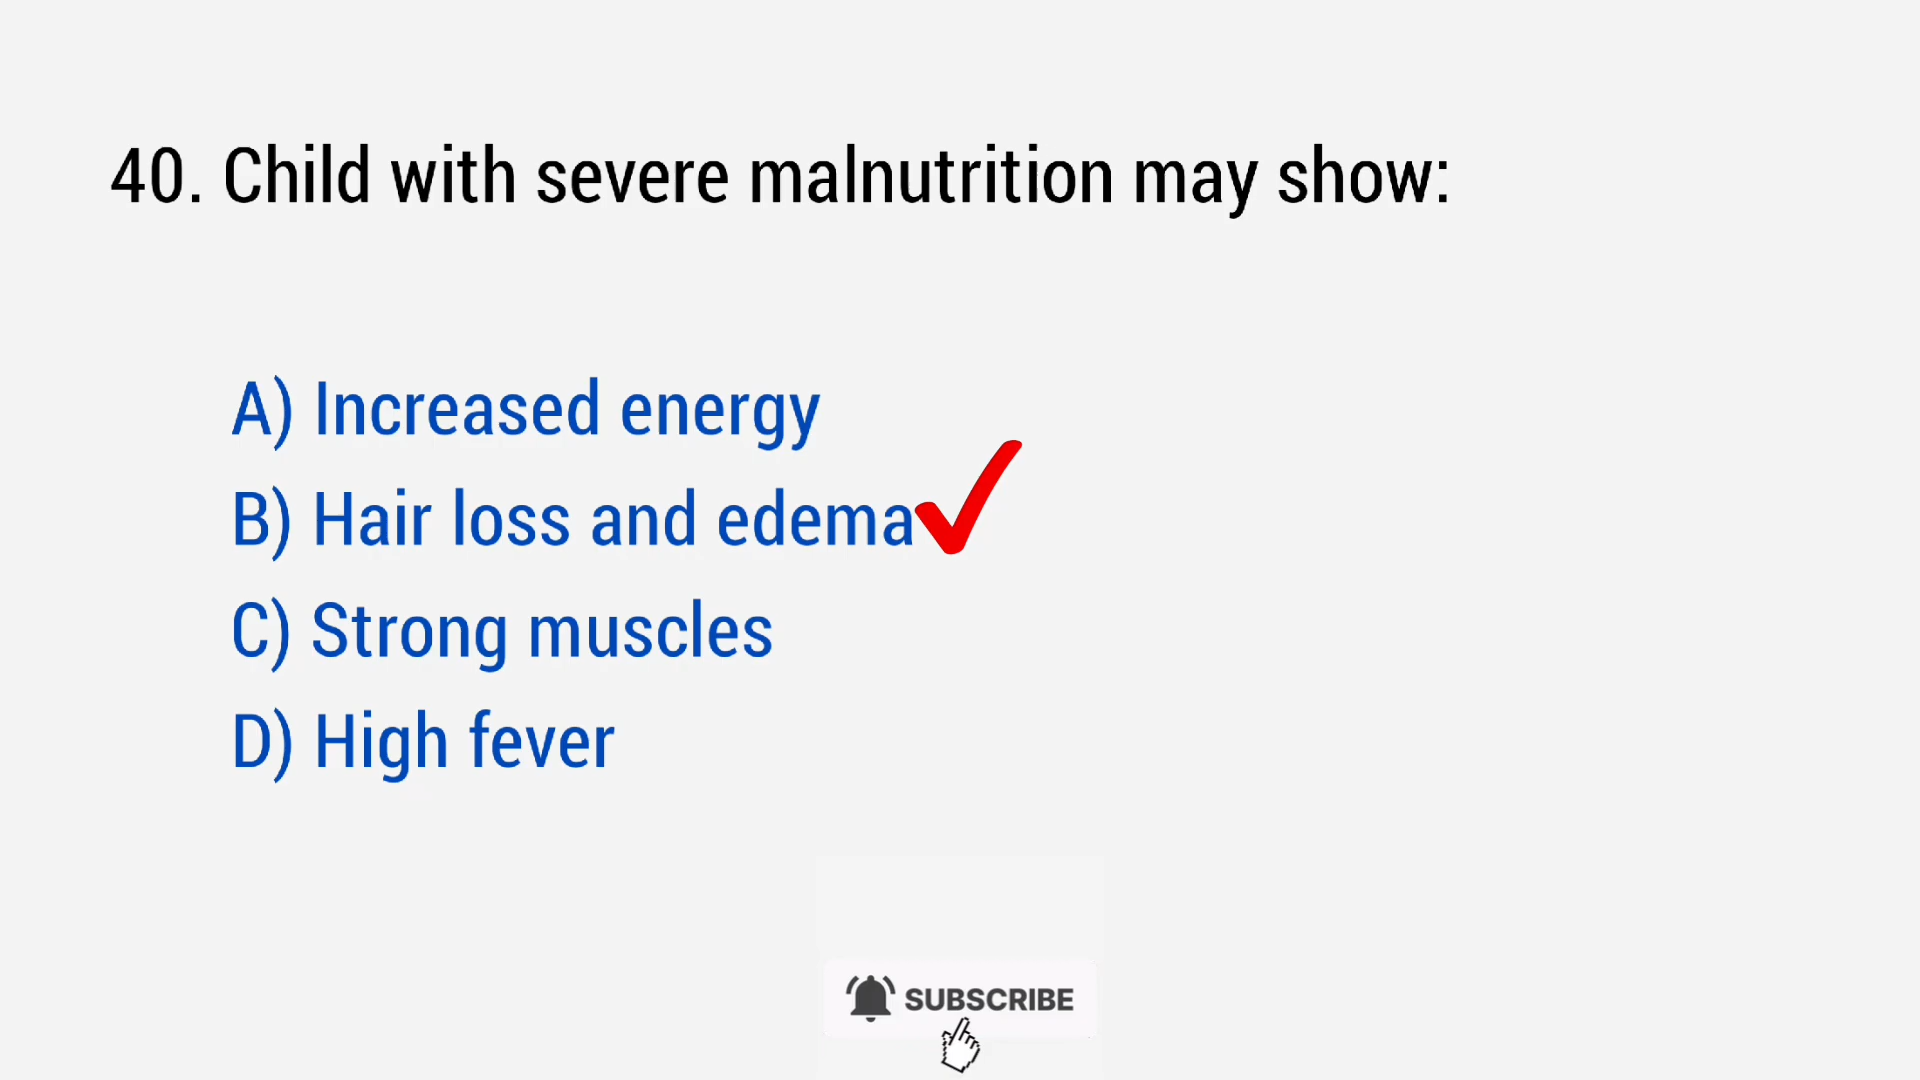 40. Child with severe malnutrition may show:
A) Increased energy
B) Hair loss and edema
C) Strong muscles
D) High fever
SUBSCRIBE